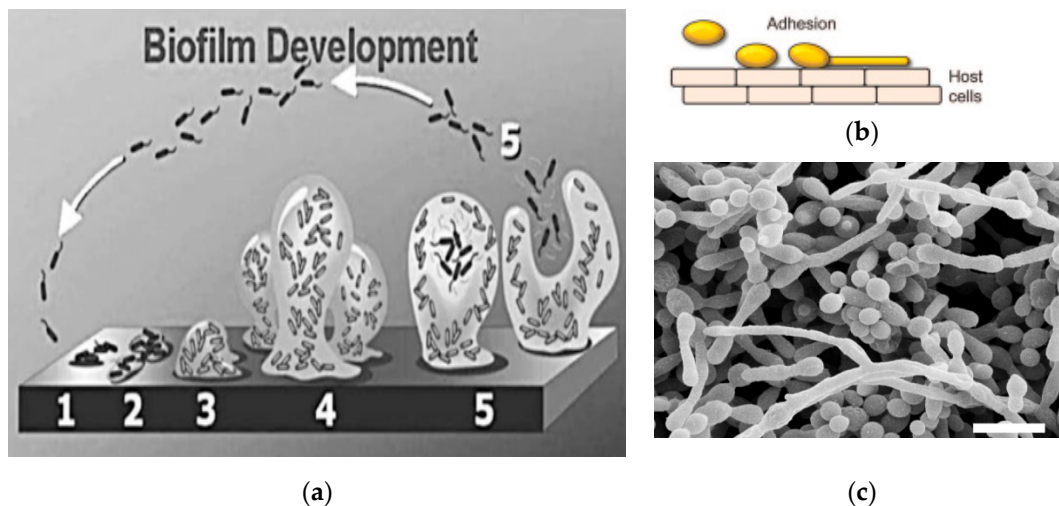 Biofilm Development
5
1 2 3 4 5
(a)
Adhesion
Host
cells
(b)
(c)